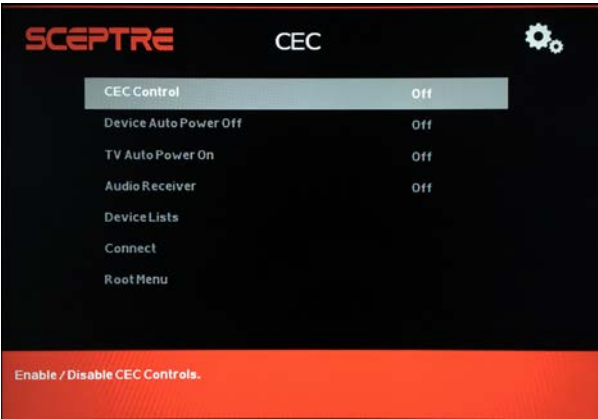 SCEPTRE CEC
CEC Control Off
Device Auto Power Off Off
TV Auto Power On Off
Audio Receiver Off
Device Lists
Connect
Root Menu
Enable / Disable CEC Controls.